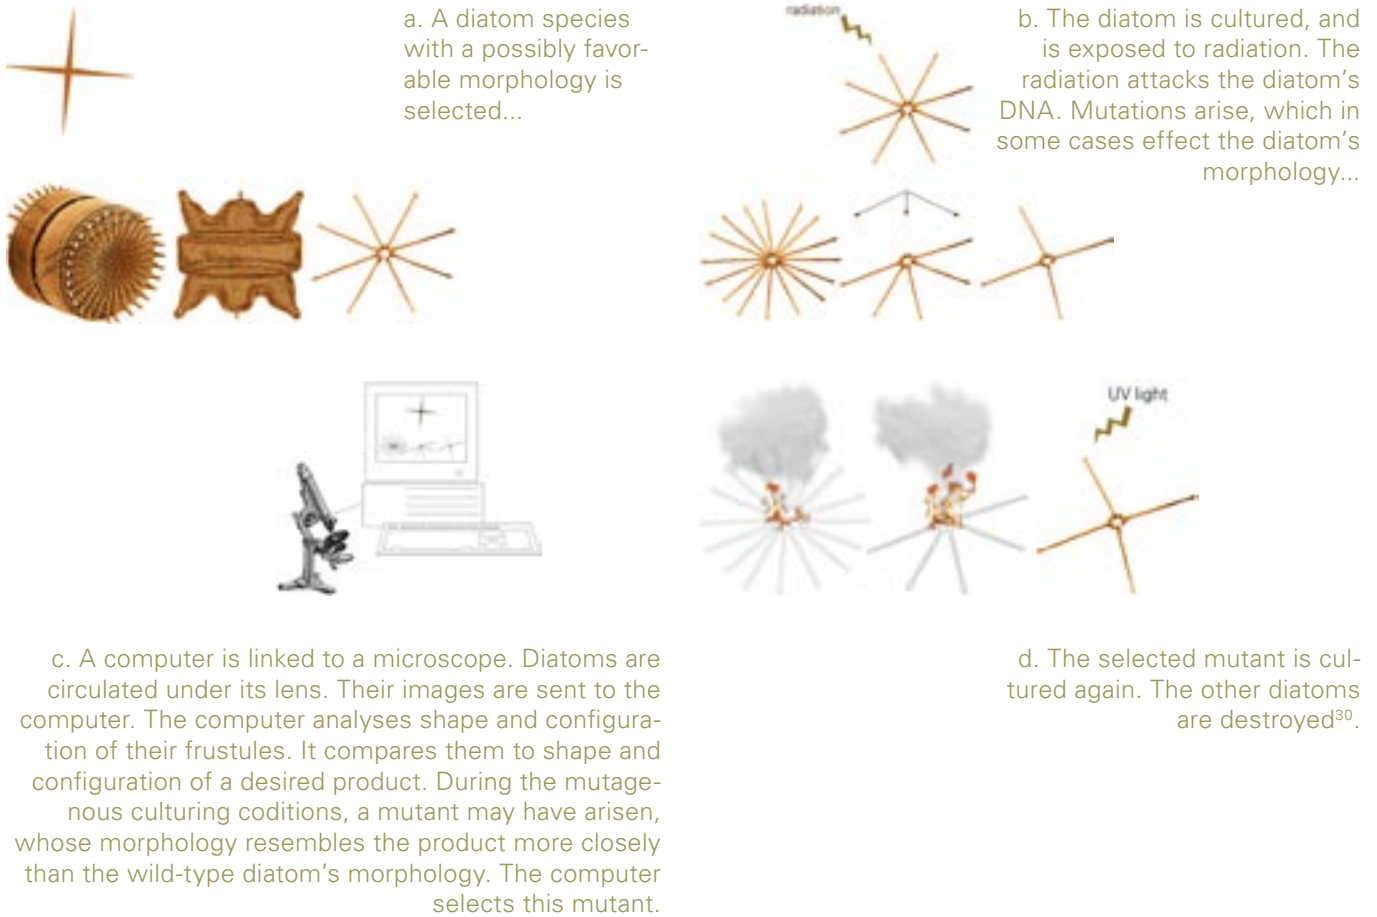 a. A diatom species
with a possibly favor-
able morphology is
selected...
radiation
b. The diatom is cultured, and
is exposed to radiation. The
radiation attacks the diatom's
DNA. Mutations arise, which in
some cases effect the diatom's
morphology...
UV light
c. A computer is linked to a microscope. Diatoms are
circulated under its lens. Their images are sent to the
computer. The computer analyses shape and configura-
tion of their frustules. It compares them to shape and
configuration of a desired product. During the mutage-
nous culturing coditions, a mutant may have arisen,
whose morphology resembles the product more closely
than the wild-type diatom's morphology. The computer
selects this mutant.
d. The selected mutant is cul-
tured again. The other diatoms
are destroyed³⁰.